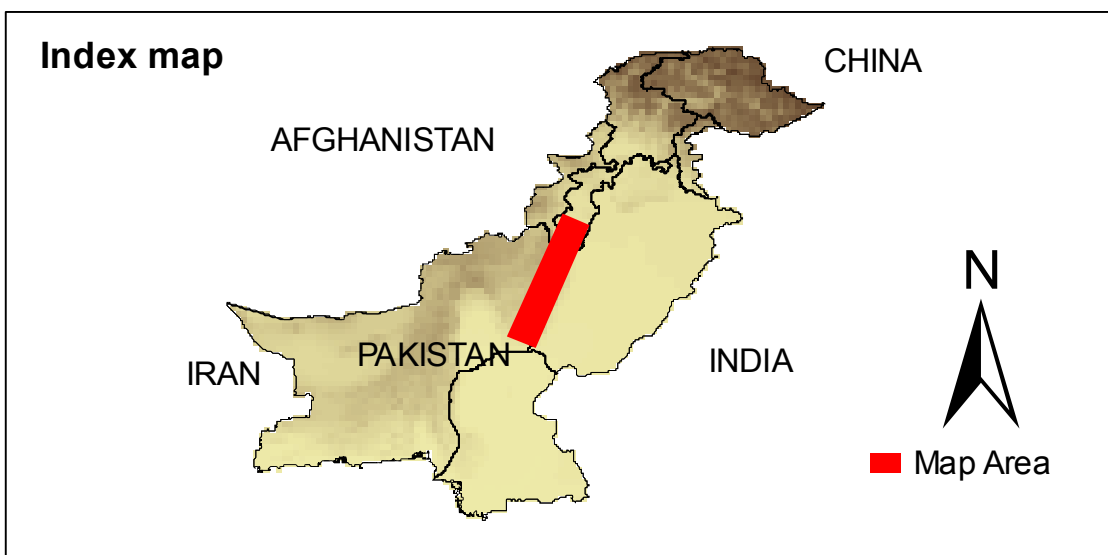 Index map
CHINA
AFGHANISTAN
N
PAKISTAN
IRAN
INDIA
Map Area